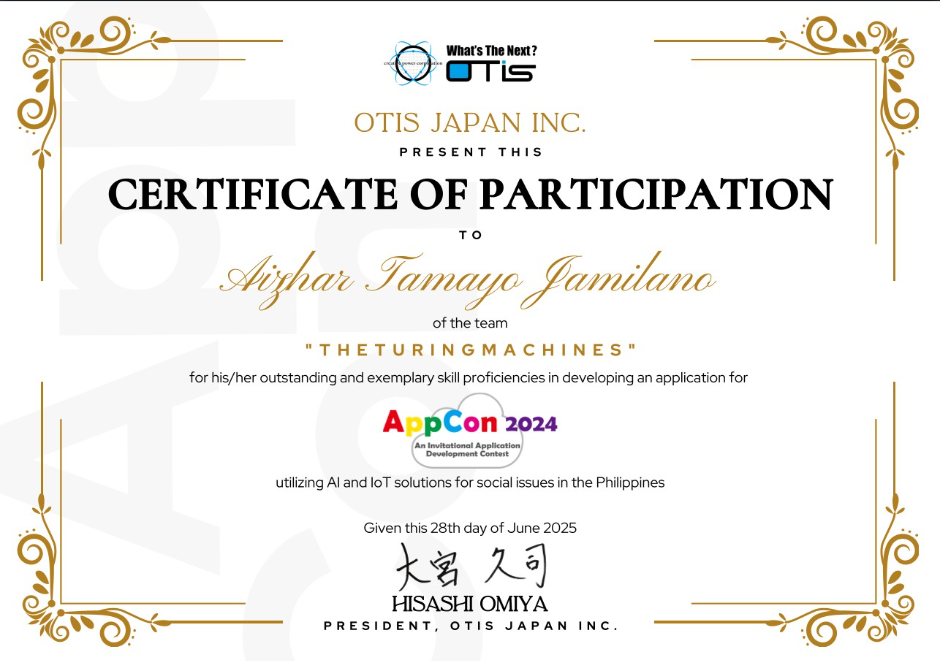 What's The Next?
OTiS
OTIS JAPAN INC.
PRESENT THIS
CERTIFICATE OF PARTICIPATION
TO
Aizhar Tamayo Jamilano
of the team
"THETURINGMACHINES"
for his/her outstanding and exemplary skill proficiencies in developing an application for
AppCon 2024
An Invitational Application
Development Contest
utilizing AI and IoT solutions for social issues in the Philippines
Given this 28th day of June 2025
大宮 久司
HISASHI OMIYA
PRESIDENT, OTIS JAPAN INC.